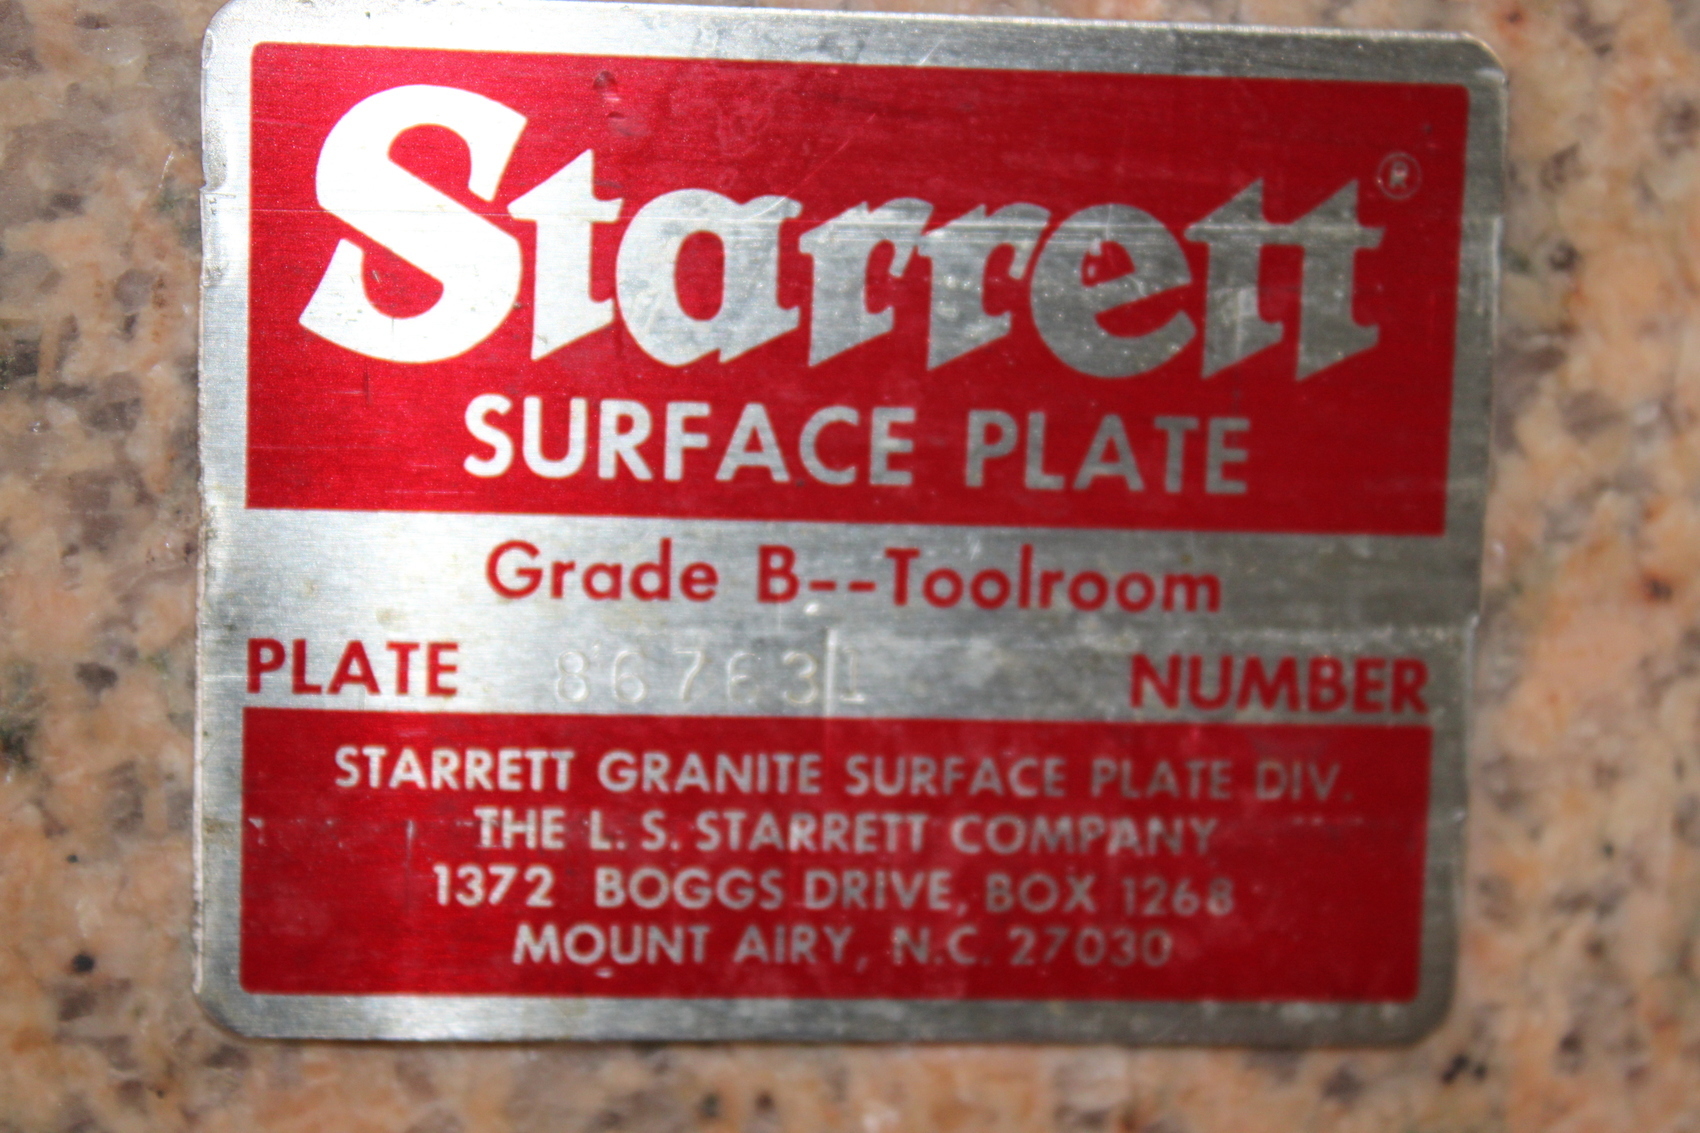 Starrett®
SURFACE PLATE
Grade B--Toolroom
PLATE 867631 NUMBER
STARRETT GRANITE SURFACE PLATE DIV.
THE L. S. STARRETT COMPANY
1372 BOGGS DRIVE, BOX 1268
MOUNT AIRY, N.C. 27030